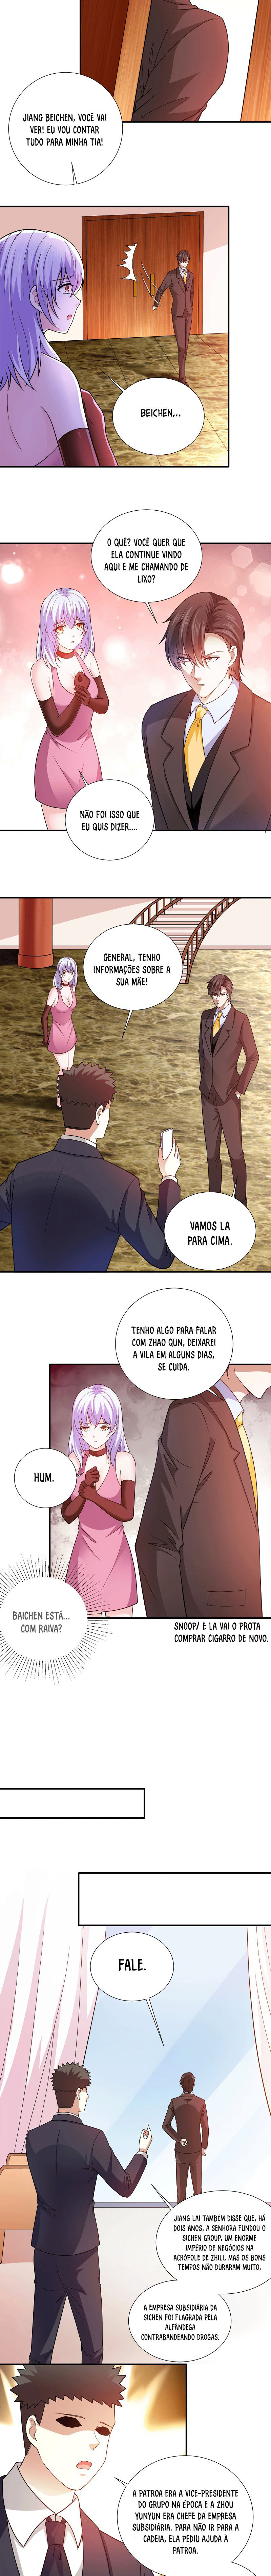 JIANG BEICHEN, VOCÊ VAI
VER! EU VOU CONTAR
TUDO PARA MINHA TIA!
BEICHEN...
O QUÊ? VOCÊ QUER QUE
ELA CONTINUE VINDO
AQUI E ME CHAMANDO DE
LIXO?
NÃO FOI ISSO QUE
EU QUIS DIZER....
GENERAL, TENHO
INFORMAÇÕES SOBRE A
SUA MÃE!
VAMOS LA
PARA CIMA.
TENHO ALGO PARA FALAR
COM ZHAO QUN, DEIXAREI
A VILA EM ALGUNS DIAS,
SE CUIDA.
HUM.
BAICHEN ESTÁ...
COM RAIVA?
SNOOP/ E LA VAI O PROTA
COMPRAR CIGARRO DE NOVO.
FALE.
JIANG LAI TAMBÉM DISSE QUE, HÁ
DOIS ANOS, A SENHORA FUNDOU O
SICHEN GROUP, UM ENORME
IMPÉRIO DE NEGÓCIOS NA
ACRÓPOLE DE ZHILI, MAS OS BONS
TEMPOS NÃO DURARAM MUITO,
A EMPRESA SUBSIDIÁRIA DA
SICHEN FOI FLAGRADA PELA
ALFÂNDEGA
CONTRABANDEANDO DROGAS.
A PATROA ERA A VICE-PRESIDENTE
DO GRUPO NA ÉPOCA E A ZHOU
YUNYUN ERA CHEFE DA EMPRESA
SUBSIDIÁRIA. PARA NÃO IR PARA A
CADEIA, ELA PEDIU AJUDA À
PATROA.